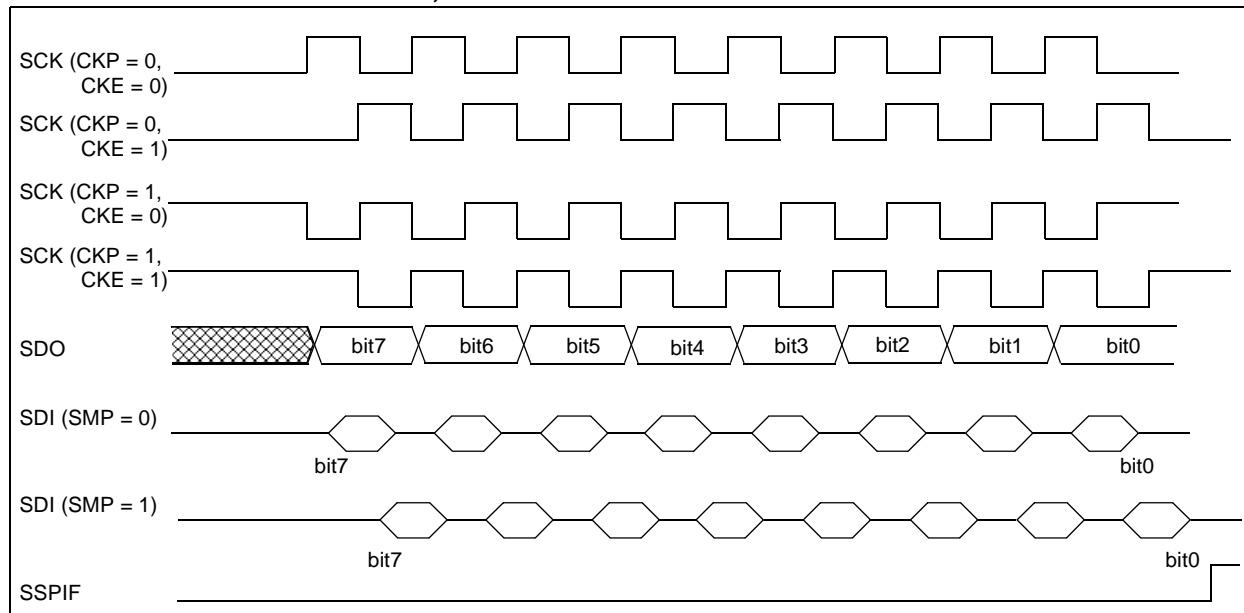 SCK (CKP = 0,
CKE = 0)
SCK (CKP = 0,
CKE = 1)
SCK (CKP = 1,
CKE = 0)
SCK (CKP = 1,
CKE = 1)
SDO bit7 bit6 bit5 bit4 bit3 bit2 bit1 bit0
SDI (SMP = 0)
bit7 bit0
SDI (SMP = 1)
bit7 bit0
SSPIF